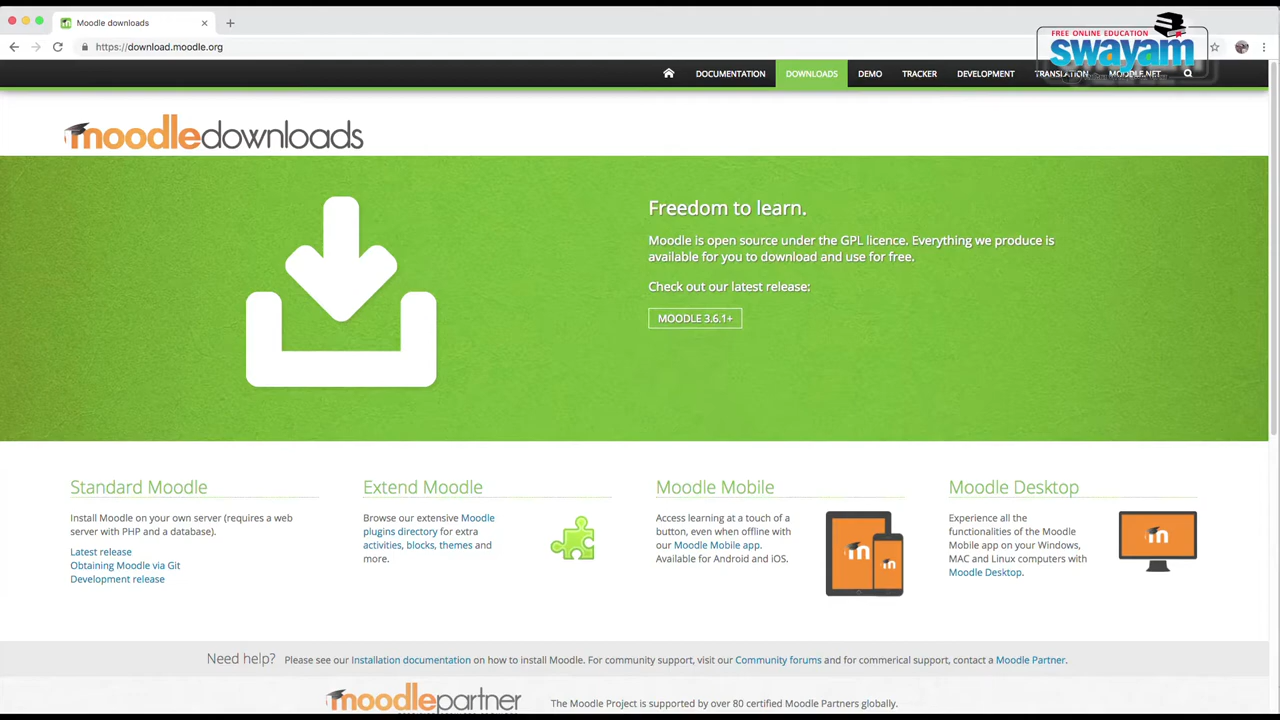 Moodle downloads
https://download.moodle.org
FREE ONLINE EDUCATION
swayam
DOCUMENTATION DOWNLOADS DEMO TRACKER DEVELOPMENT TRANSLATION MOODLE.NET
moodledownloads
Freedom to learn.
Moodle is open source under the GPL licence. Everything we produce is
available for you to download and use for free.
Check out our latest release:
MOODLE 3.6.1+
Standard Moodle
Install Moodle on your own server (requires a web
server with PHP and a database).
Latest release
Obtaining Moodle via Git
Development release
Extend Moodle
Browse our extensive Moodle
plugins directory for extra
activities, blocks, themes and
more.
Moodle Mobile
Access learning at a touch of a
button, even when offline with
our Moodle Mobile app.
Available for Android and iOS.
m
m
Moodle Desktop
Experience all the
functionalities of the Moodle
Mobile app on your Windows,
MAC and Linux computers with
Moodle Desktop.
m
Need help? Please see our Installation documentation on how to install Moodle. For community support, visit our Community forums and for commerical support, contact a Moodle Partner.
moodlepartner
The Moodle Project is supported by over 80 certified Moodle Partners globally.